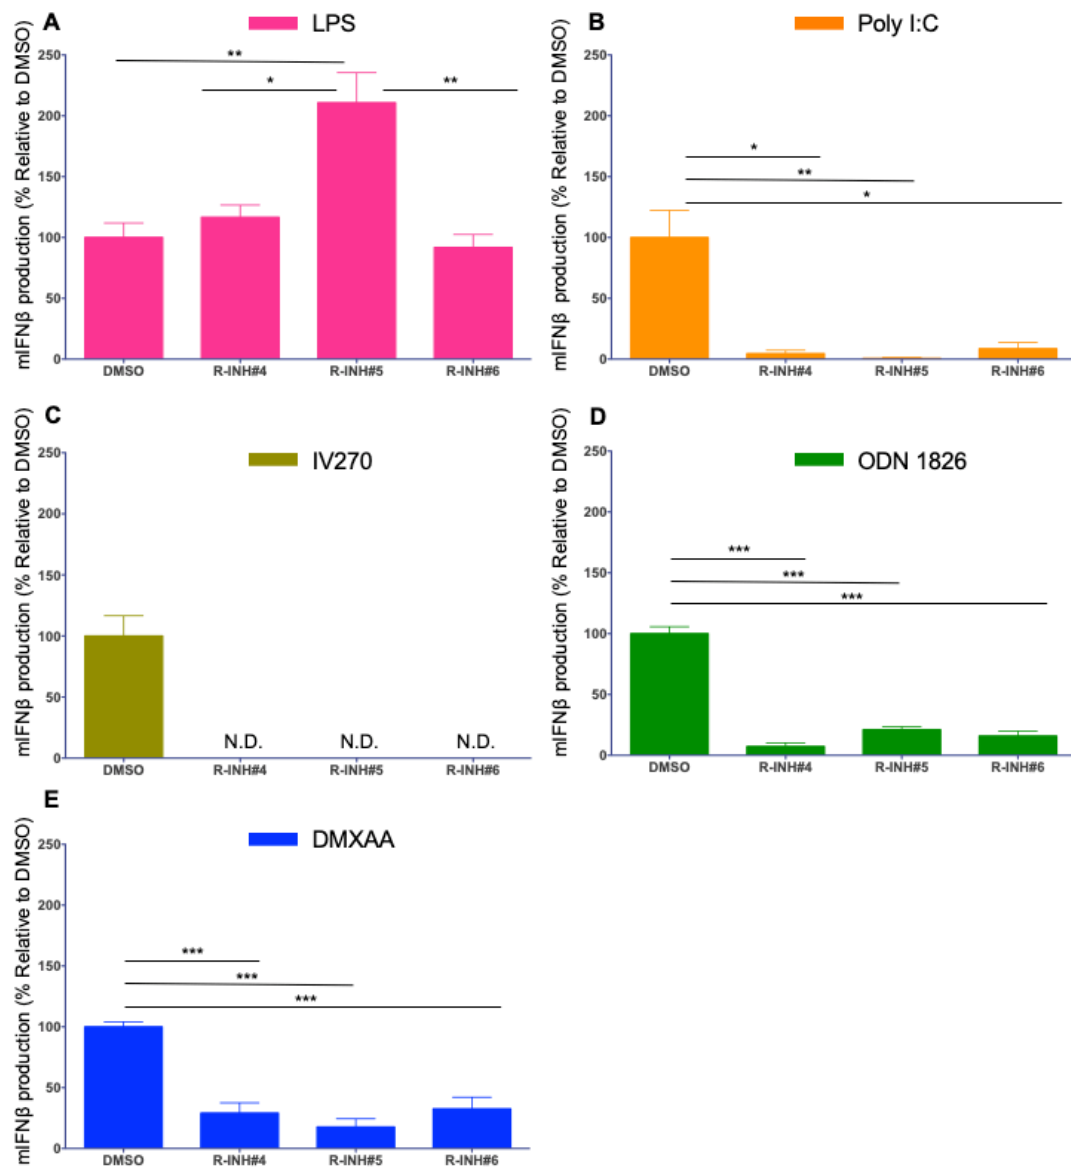 A
LPS
mIFNβ production (% Relative to DMSO)
250
200
150
100
50
0
**
*
**
DMSO
R-INH#4
R-INH#5
R-INH#6
B
Poly I:C
mIFNβ production (% Relative to DMSO)
250
200
150
100
50
0
*
**
*
DMSO
R-INH#4
R-INH#5
R-INH#6
C
IV270
mIFNβ production (% Relative to DMSO)
250
200
150
100
50
0
N.D.
N.D.
N.D.
DMSO
R-INH#4
R-INH#5
R-INH#6
D
ODN 1826
mIFNβ production (% Relative to DMSO)
250
200
150
100
50
0
***
***
***
DMSO
R-INH#4
R-INH#5
R-INH#6
E
DMXAA
mIFNβ production (% Relative to DMSO)
250
200
150
100
50
0
***
***
***
DMSO
R-INH#4
R-INH#5
R-INH#6